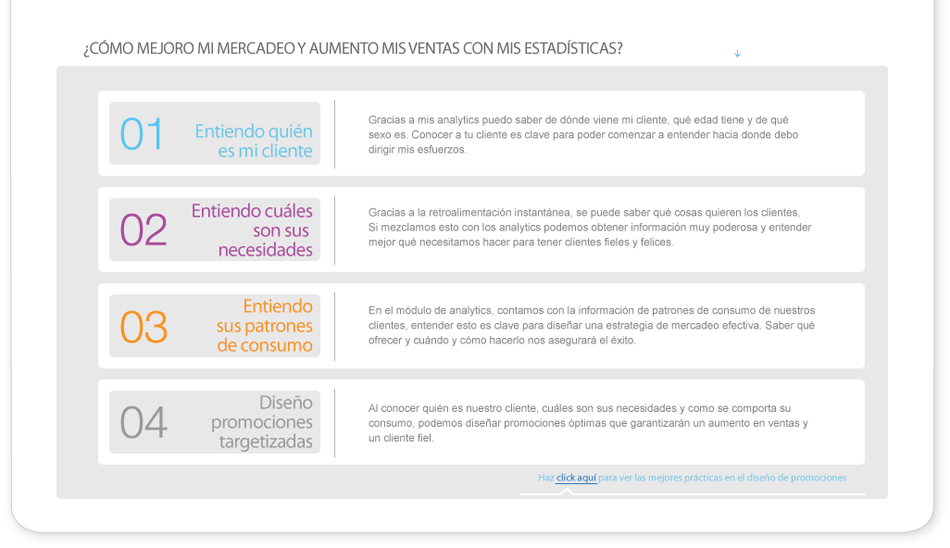 ¿CÓMO MEJORO MI MERCADEO Y AUMENTO MIS VENTAS CON MIS ESTADÍSTICAS?
01
Entiendo quién
es mi cliente
Gracias a mis analytics puedo saber de dónde viene mi cliente, qué edad tiene y de qué
sexo es. Conocer a tu cliente es clave para poder comenzar a entender hacia donde debo
dirigir mis esfuerzos.
02
Entiendo cuáles
son sus
necesidades
Gracias a la retroalimentación instantánea, se puede saber qué cosas quieren los clientes,
Si mezclamos esto con los analytics podemos obtener información muy poderosa y entender
mejor qué necesitamos hacer para tener clientes fieles y felices.
03
Entiendo
sus patrones
de consumo
En el módulo de analytics, contamos con la información de patrones de consumo de nuestros
clientes, entender esto es clave para diseñar una estrategia de mercadeo efectiva. Saber qué
ofrecer y cuándo y cómo hacerlo nos asegurará el éxito.
04
Diseño
promociones
targetizadas
Al conocer quién es nuestro cliente, cuáles son sus necesidades y como se comporta su
consumo, podemos diseñar promociones óptimas que garantizarán un aumento en ventas y
un cliente fiel.
Haz click aquí para ver las mejores prácticas en el diseño de promociones